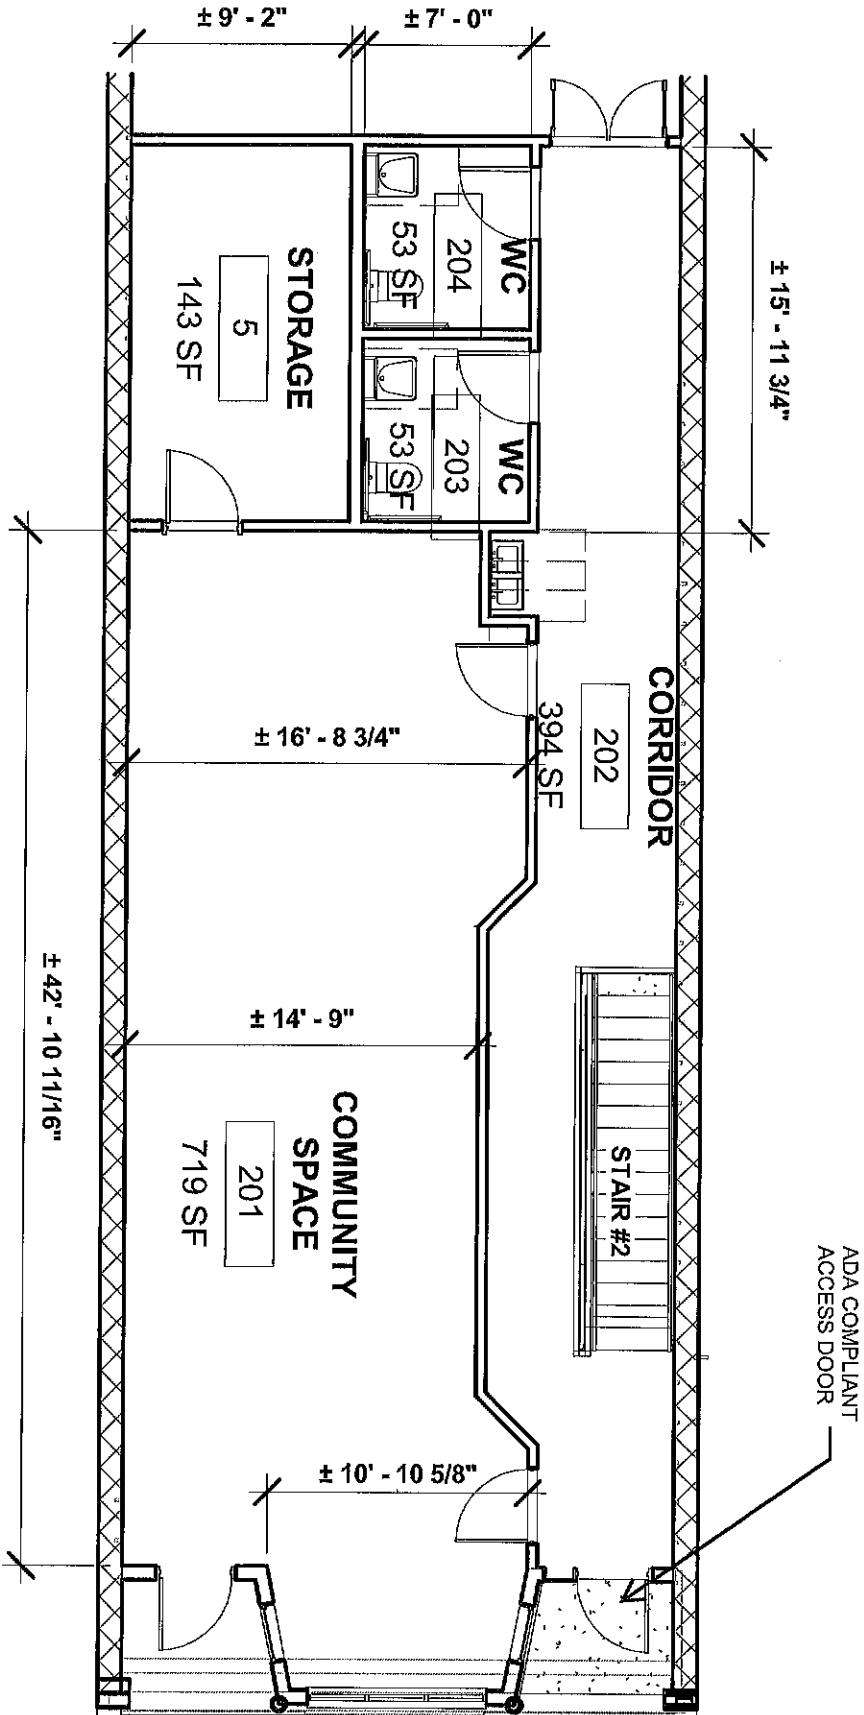 ± 9' - 2"
± 7' - 0"
± 15' - 11 3/4"
WC
204
53 SF
STORAGE
5
143 SF
WC
203
53 SF
CORRIDOR
202
394 SF
± 16' - 8 3/4"
± 42' - 10 11/16"
± 14' - 9"
COMMUNITY
SPACE
201
719 SF
STAIR #2
ADA COMPLIANT
ACCESS DOOR
± 10' - 10 5/8"